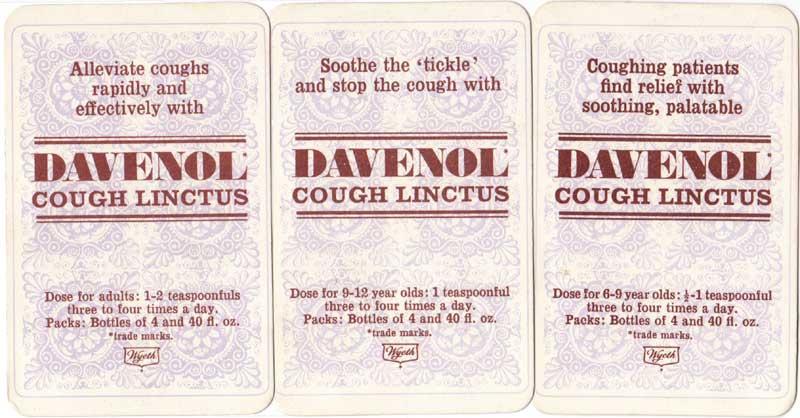 Alleviate coughs
rapidly and
effectively with
DAVENOL*
COUGH LINCTUS
Dose for adults: 1-2 teaspoonfuls
three to four times a day.
Packs: Bottles of 4 and 40 fl. oz.
*trade marks.
Wyeth
Soothe the ‘tickle’
and stop the cough with
DAVENOL*
COUGH LINCTUS
Dose for 9-12 year olds: 1 teaspoonful
three to four times a day.
Packs: Bottles of 4 and 40 fl. oz.
*trade marks.
Wyeth
Coughing patients
find relief with
soothing, palatable
DAVENOL*
COUGH LINCTUS
Dose for 6-9 year olds: ½-1 teaspoonful
three to four times a day.
Packs: Bottles of 4 and 40 fl. oz.
*trade marks.
Wyeth